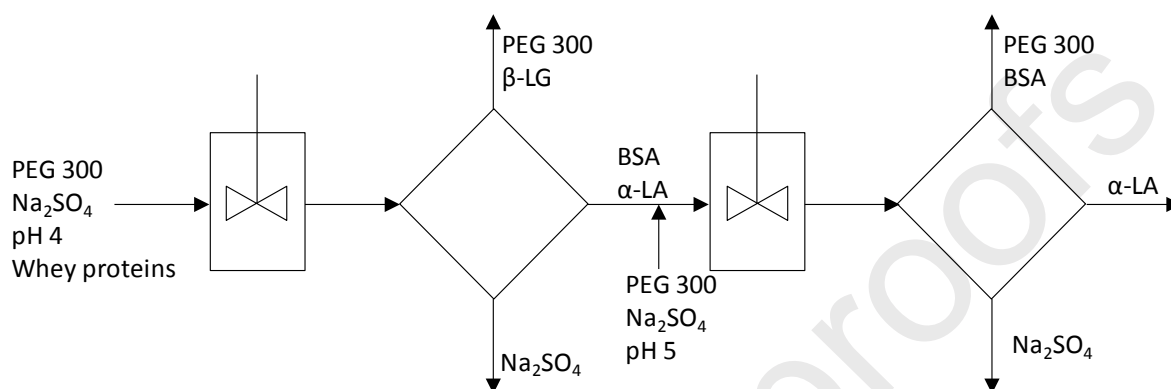 PEG 300
Na₂SO₄
pH 4
Whey proteins
PEG 300
β-LG
Na₂SO₄
BSA
α-LA
PEG 300
Na₂SO₄
pH 5
PEG 300
BSA
α-LA
Na₂SO₄
roofs